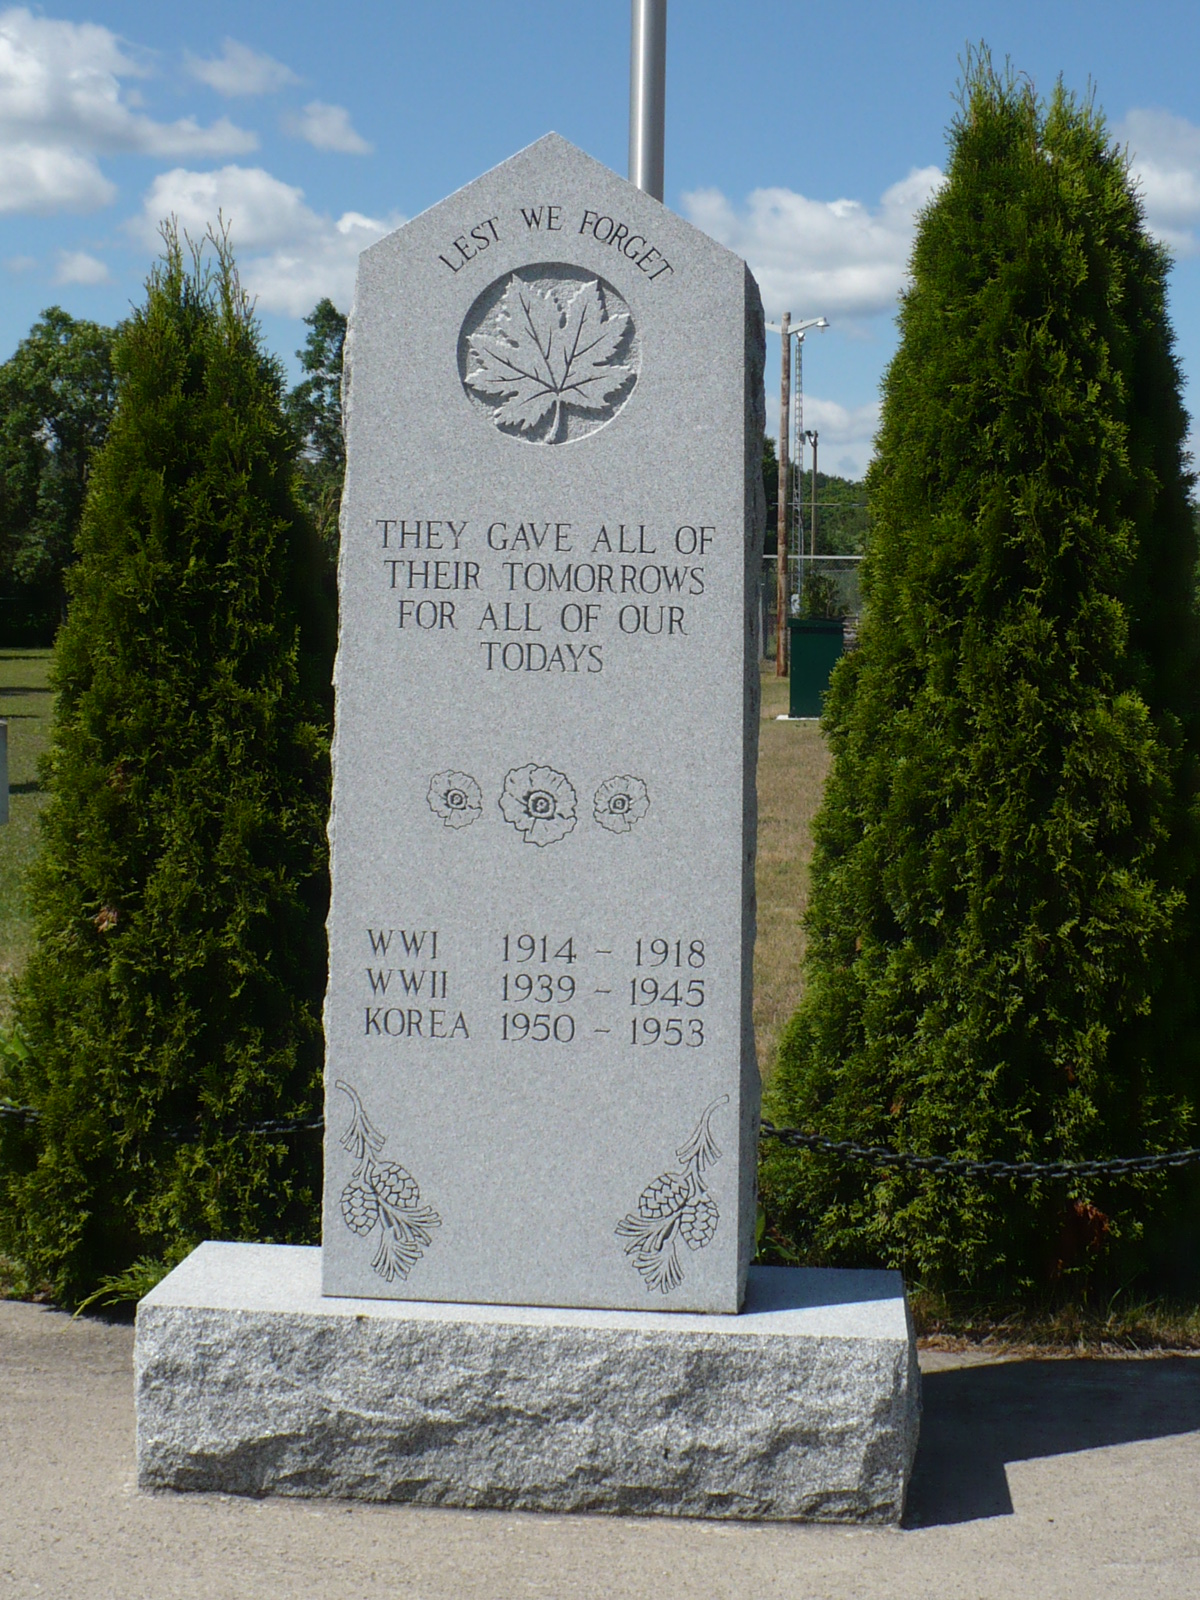 LEST WE FORGET
THEY GAVE ALL OF
THEIR TOMORROWS
FOR ALL OF OUR
TODAYS
WWI 1914 - 1918
WWII 1939 - 1945
KOREA 1950 - 1953